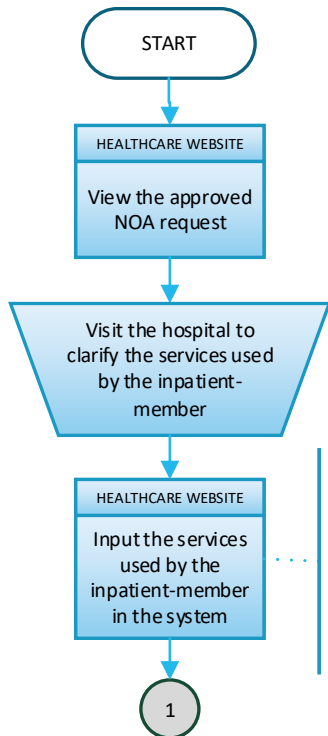 START
HEALTHCARE WEBSITE
View the approved
NOA request
Visit the hospital to
clarify the services used
by the inpatient-
member
HEALTHCARE WEBSITE
Input the services
used by the
inpatient-member
in the system
1